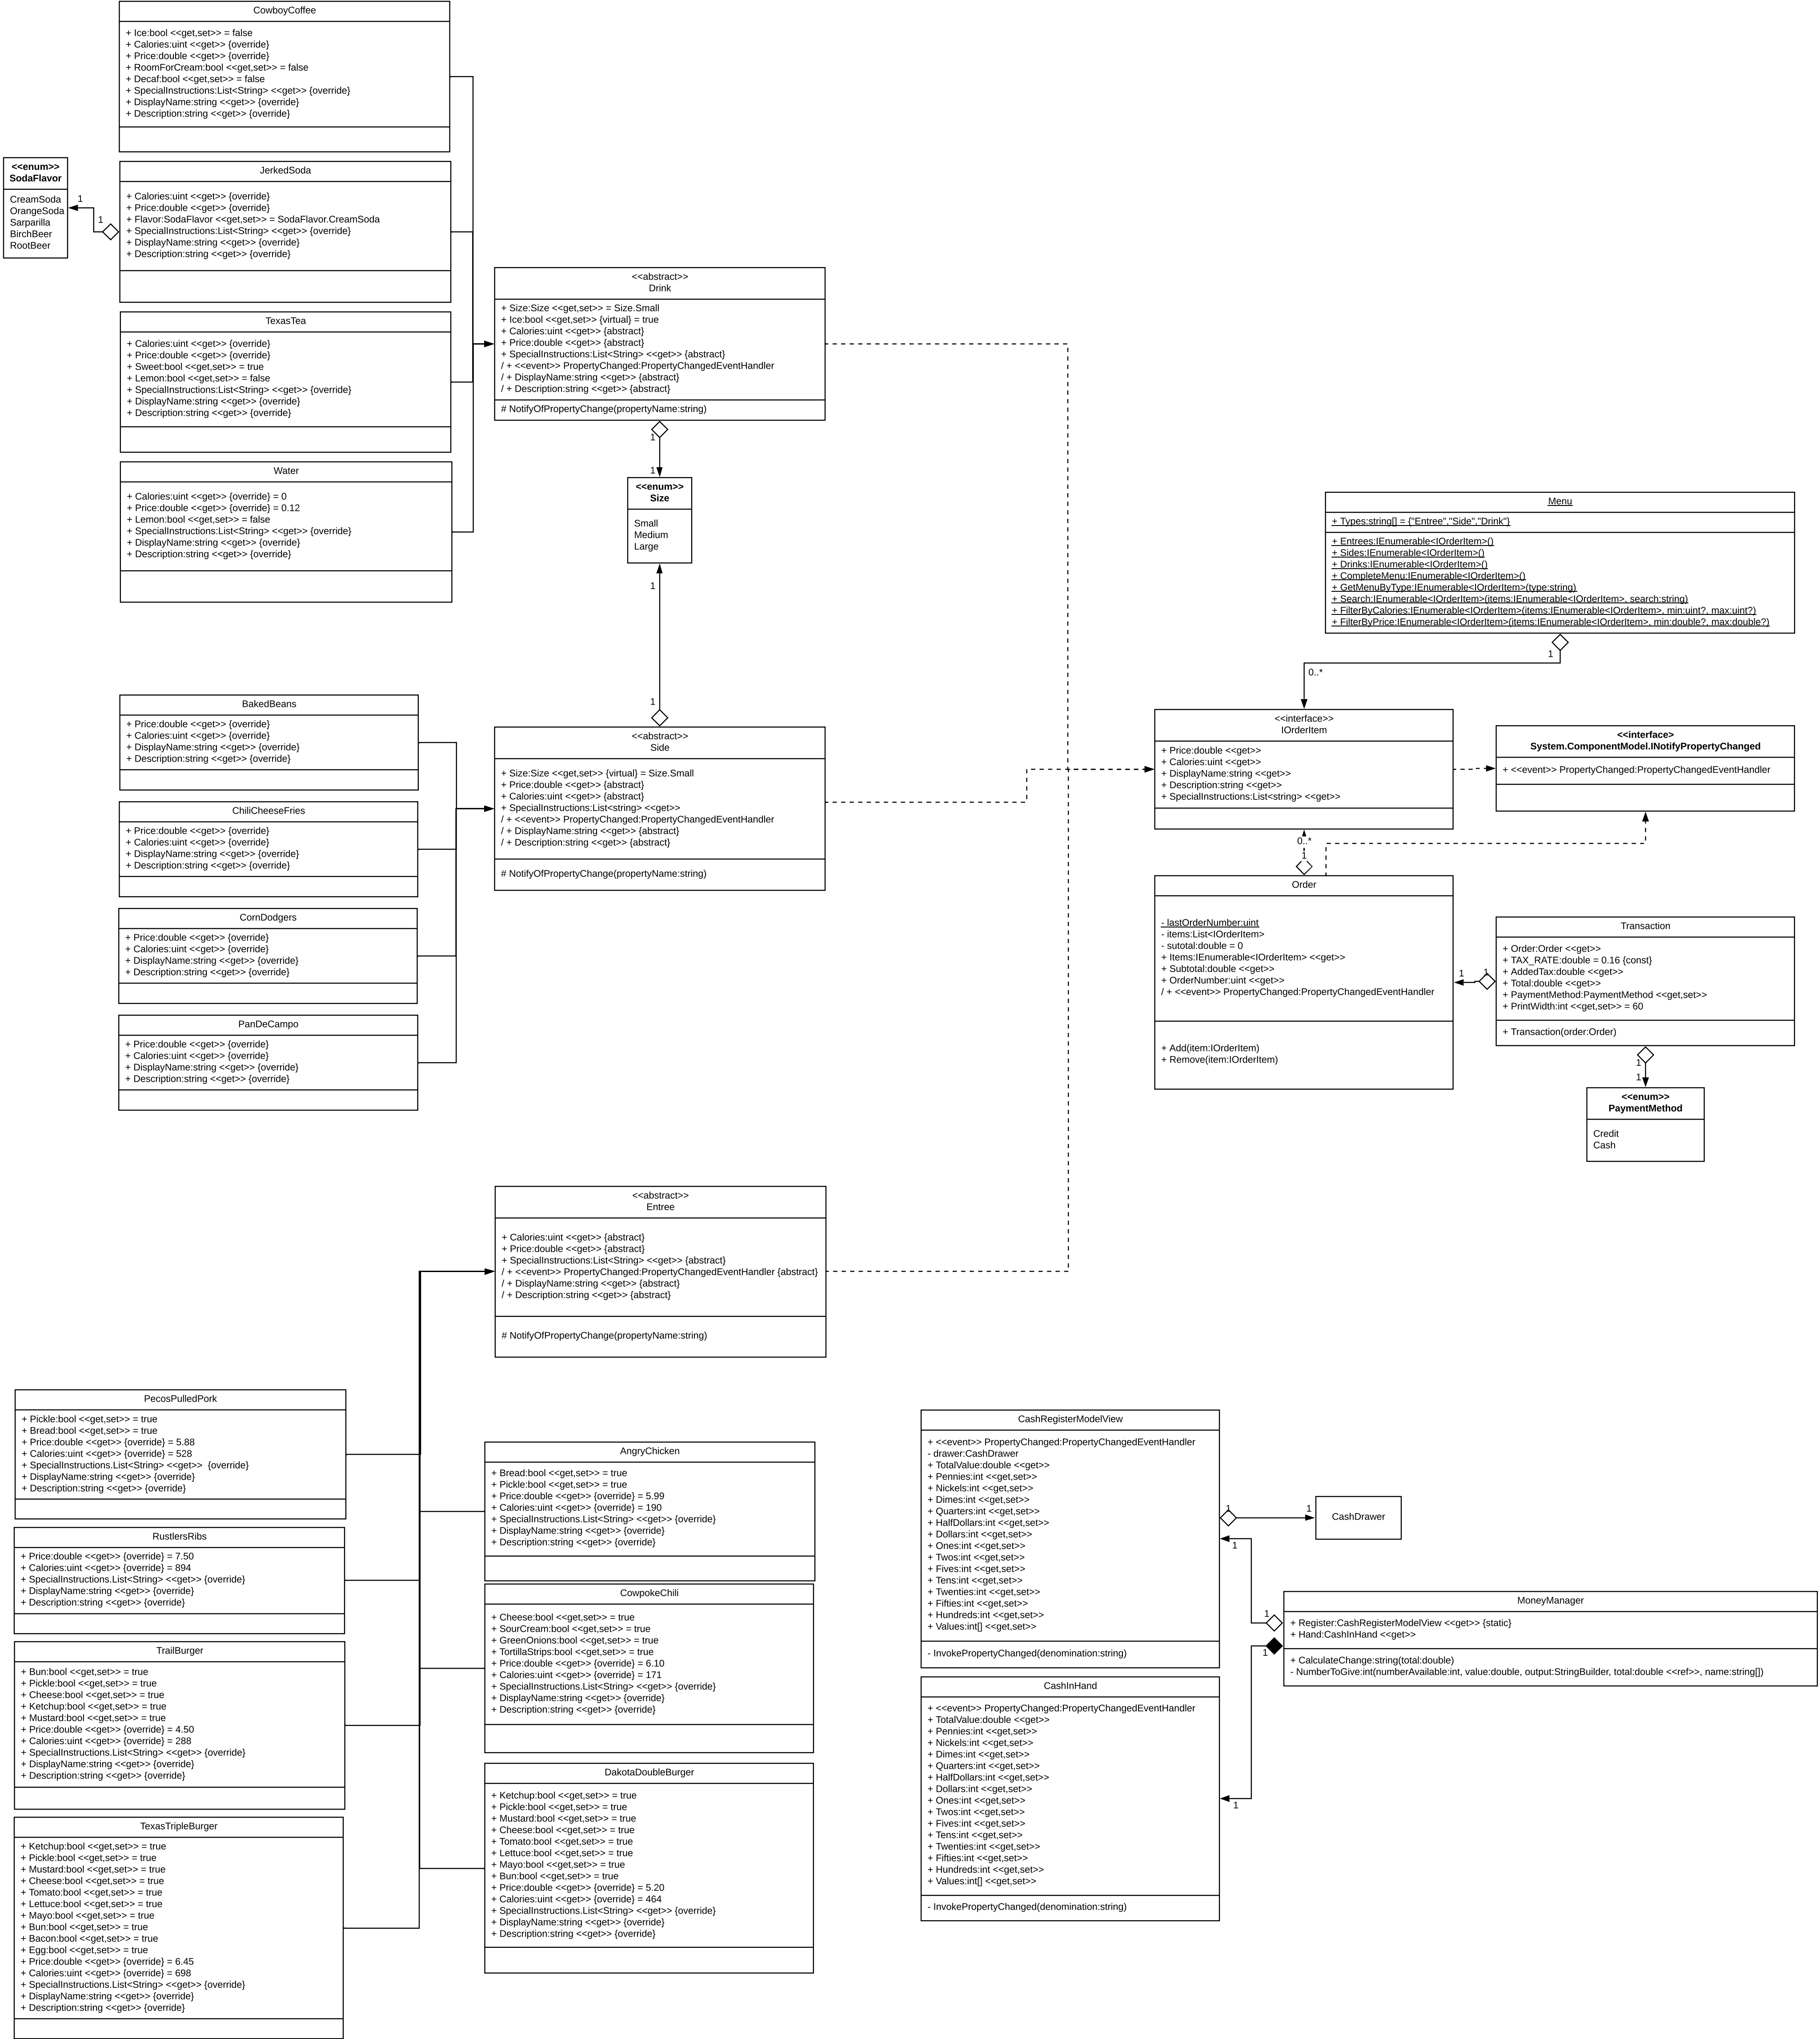 CowboyCoffee
+ Ice:bool <<get,set>> = false
+ Calories:uint <<get>> {override}
+ Price:double <<get>> {override}
+ RoomForCream:bool <<get,set>> = false
+ Decaf:bool <<get,set>> = false
+ SpecialInstructions:List<String> <<get>> {override}
+ DisplayName:string <<get>> {override}
+ Description:string <<get>> {override}
<<enum>>
SodaFlavor
CreamSoda
OrangeSoda
Sarparilla
BirchBeer
RootBeer
1
1
JerkedSoda
+ Calories:uint <<get>> {override}
+ Price:double <<get>> {override}
+ Flavor:SodaFlavor <<get,set>> = SodaFlavor.CreamSoda
+ SpecialInstructions:List<String> <<get>> {override}
+ DisplayName:string <<get>> {override}
+ Description:string <<get>> {override}
TexasTea
+ Calories:uint <<get>> {override}
+ Price:double <<get>> {override}
+ Sweet:bool <<get,set>> = true
+ Lemon:bool <<get,set>> = false
+ SpecialInstructions:List<String> <<get>> {override}
+ DisplayName:string <<get>> {override}
+ Description:string <<get>> {override}
Water
+ Calories:uint <<get>> {override} = 0
+ Price:double <<get>> {override} = 0.12
+ Lemon:bool <<get,set>> = false
+ SpecialInstructions:List<String> <<get>> {override}
+ DisplayName:string <<get>> {override}
+ Description:string <<get>> {override}
<<abstract>>
Drink
+ Size:Size <<get,set>> = Size.Small
+ Ice:bool <<get,set>> {virtual} = true
+ Calories:uint <<get>> {abstract}
+ Price:double <<get>> {abstract}
+ SpecialInstructions:List<String> <<get>> {abstract}
/ + <<event>> PropertyChanged:PropertyChangedEventHandler
/ + DisplayName:string <<get>> {abstract}
/ + Description:string <<get>> {abstract}
# NotifyOfPropertyChange(propertyName:string)
1
1
<<enum>>
Size
Small
Medium
Large
1
1
Menu
+ Types:string[] = {"Entree","Side","Drink"}
+ Entrees:IEnumerable<IOrderItem>()
+ Sides:IEnumerable<IOrderItem>()
+ Drinks:IEnumerable<IOrderItem>()
+ CompleteMenu:IEnumerable<IOrderItem>()
+ GetMenuByType:IEnumerable<IOrderItem>(type:string)
+ Search:IEnumerable<IOrderItem>(items:IEnumerable<IOrderItem>, search:string)
+ FilterByCalories:IEnumerable<IOrderItem>(items:IEnumerable<IOrderItem>, min:uint?, max:uint?)
+ FilterByPrice:IEnumerable<IOrderItem>(items:IEnumerable<IOrderItem>, min:double?, max:double?)
1
0..*
BakedBeans
+ Price:double <<get>> {override}
+ Calories:uint <<get>> {override}
+ DisplayName:string <<get>> {override}
+ Description:string <<get>> {override}
ChiliCheeseFries
+ Price:double <<get>> {override}
+ Calories:uint <<get>> {override}
+ DisplayName:string <<get>> {override}
+ Description:string <<get>> {override}
CornDodgers
+ Price:double <<get>> {override}
+ Calories:uint <<get>> {override}
+ DisplayName:string <<get>> {override}
+ Description:string <<get>> {override}
PanDeCampo
+ Price:double <<get>> {override}
+ Calories:uint <<get>> {override}
+ DisplayName:string <<get>> {override}
+ Description:string <<get>> {override}
<<abstract>>
Side
+ Size:Size <<get,set>> {virtual} = Size.Small
+ Price:double <<get>> {abstract}
+ Calories:uint <<get>> {abstract}
+ SpecialInstructions:List<string> <<get>>
/ + <<event>> PropertyChanged:PropertyChangedEventHandler
/ + DisplayName:string <<get>> {abstract}
/ + Description:string <<get>> {abstract}
# NotifyOfPropertyChange(propertyName:string)
<<interface>>
IOrderItem
+ Price:double <<get>>
+ Calories:uint <<get>>
+ DisplayName:string <<get>>
+ Description:string <<get>>
+ SpecialInstructions:List<string> <<get>>
<<interface>
System.ComponentModel.INotifyPropertyChanged
+ <<event>> PropertyChanged:PropertyChangedEventHandler
0..*
1
Order
- lastOrderNumber:uint
- items:List<IOrderItem>
- sutotal:double = 0
+ Items:IEnumerable<IOrderItem> <<get>>
+ Subtotal:double <<get>>
+ OrderNumber:uint <<get>>
/ + <<event>> PropertyChanged:PropertyChangedEventHandler
+ Add(item:IOrderItem)
+ Remove(item:IOrderItem)
1
1
Transaction
+ Order:Order <<get>>
+ TAX_RATE:double = 0.16 {const}
+ AddedTax:double <<get>>
+ Total:double <<get>>
+ PaymentMethod:PaymentMethod <<get,set>>
+ PrintWidth:int <<get,set>> = 60
+ Transaction(order:Order)
1
1
<<enum>>
PaymentMethod
Credit
Cash
<<abstract>>
Entree
+ Calories:uint <<get>> {abstract}
+ Price:double <<get>> {abstract}
+ SpecialInstructions:List<String> <<get>> {abstract}
/ + <<event>> PropertyChanged:PropertyChangedEventHandler {abstract}
/ + DisplayName:string <<get>> {abstract}
/ + Description:string <<get>> {abstract}
# NotifyOfPropertyChange(propertyName:string)
PecosPulledPork
+ Pickle:bool <<get,set>> = true
+ Bread:bool <<get,set>> = true
+ Price:double <<get>> {override} = 5.88
+ Calories:uint <<get>> {override} = 528
+ SpecialInstructions.List<String> <<get>>  {override}
+ DisplayName:string <<get>> {override}
+ Description:string <<get>> {override}
RustlersRibs
+ Price:double <<get>> {override} = 7.50
+ Calories:uint <<get>> {override} = 894
+ SpecialInstructions:List<String> <<get>> {override}
+ DisplayName:string <<get>> {override}
+ Description:string <<get>> {override}
TrailBurger
+ Bun:bool <<get,set>> = true
+ Pickle:bool <<get,set>> = true
+ Cheese:bool <<get,set>> = true
+ Ketchup:bool <<get,set>> = true
+ Mustard:bool <<get,set>> = true
+ Price:double <<get>> {override} = 4.50
+ Calories:uint <<get>> {override} = 288
+ SpecialInstructions.List<String> <<get>> {override}
+ DisplayName:string <<get>> {override}
+ Description:string <<get>> {override}
TexasTripleBurger
+ Ketchup:bool <<get,set>> = true
+ Pickle:bool <<get,set>> = true
+ Mustard:bool <<get,set>> = true
+ Cheese:bool <<get,set>> = true
+ Tomato:bool <<get,set>> = true
+ Lettuce:bool <<get,set>> = true
+ Mayo:bool <<get,set>> = true
+ Bun:bool <<get,set>> = true
+ Bacon:bool <<get,set>> = true
+ Egg:bool <<get,set>> = true
+ Price:double <<get>> {override} = 6.45
+ Calories:uint <<get>> {override} = 698
+ SpecialInstructions.List<String> <<get>> {override}
+ DisplayName:string <<get>> {override}
+ Description:string <<get>> {override}
AngryChicken
+ Bread:bool <<get,set>> = true
+ Pickle:bool <<get,set>> = true
+ Price:double <<get>> {override} = 5.99
+ Calories:uint <<get>> {override} = 190
+ SpecialInstructions.List<String> <<get>> {override}
+ DisplayName:string <<get>> {override}
+ Description:string <<get>> {override}
CowpokeChili
+ Cheese:bool <<get,set>> = true
+ SourCream:bool <<get,set>> = true
+ GreenOnions:bool <<get,set>> = true
+ TortillaStrips:bool <<get,set>> = true
+ Price:double <<get>> {override} = 6.10
+ Calories:uint <<get>> {override} = 171
+ SpecialInstructions.List<String> <<get>> {override}
+ DisplayName:string <<get>> {override}
+ Description:string <<get>> {override}
DakotaDoubleBurger
+ Ketchup:bool <<get,set>> = true
+ Pickle:bool <<get,set>> = true
+ Mustard:bool <<get,set>> = true
+ Cheese:bool <<get,set>> = true
+ Tomato:bool <<get,set>> = true
+ Lettuce:bool <<get,set>> = true
+ Mayo:bool <<get,set>> = true
+ Bun:bool <<get,set>> = true
+ Price:double <<get>> {override} = 5.20
+ Calories:uint <<get>> {override} = 464
+ SpecialInstructions.List<String> <<get>> {override}
+ DisplayName:string <<get>> {override}
+ Description:string <<get>> {override}
CashRegisterModelView
+ <<event>> PropertyChanged:PropertyChangedEventHandler
- drawer:CashDrawer
+ TotalValue:double <<get>>
+ Pennies:int <<get,set>>
+ Nickels:int <<get,set>>
+ Dimes:int <<get,set>>
+ Quarters:int <<get,set>>
+ HalfDollars:int <<get,set>>
+ Dollars:int <<get,set>>
+ Ones:int <<get,set>>
+ Twos:int <<get,set>>
+ Fives:int <<get,set>>
+ Tens:int <<get,set>>
+ Twenties:int <<get,set>>
+ Fifties:int <<get,set>>
+ Hundreds:int <<get,set>>
+ Values:int[] <<get,set>>
- InvokePropertyChanged(denomination:string)
1
1
CashDrawer
1
1
1
1
MoneyManager
+ Register:CashRegisterModelView <<get>> {static}
+ Hand:CashInHand <<get>>
+ CalculateChange:string(total:double)
- NumberToGive:int(numberAvailable:int, value:double, output:StringBuilder, total:double <<ref>>, name:string[])
CashInHand
+ <<event>> PropertyChanged:PropertyChangedEventHandler
+ TotalValue:double <<get>>
+ Pennies:int <<get,set>>
+ Nickels:int <<get,set>>
+ Dimes:int <<get,set>>
+ Quarters:int <<get,set>>
+ HalfDollars:int <<get,set>>
+ Dollars:int <<get,set>>
+ Ones:int <<get,set>>
+ Twos:int <<get,set>>
+ Fives:int <<get,set>>
+ Tens:int <<get,set>>
+ Twenties:int <<get,set>>
+ Fifties:int <<get,set>>
+ Hundreds:int <<get,set>>
+ Values:int[] <<get,set>>
- InvokePropertyChanged(denomination:string)